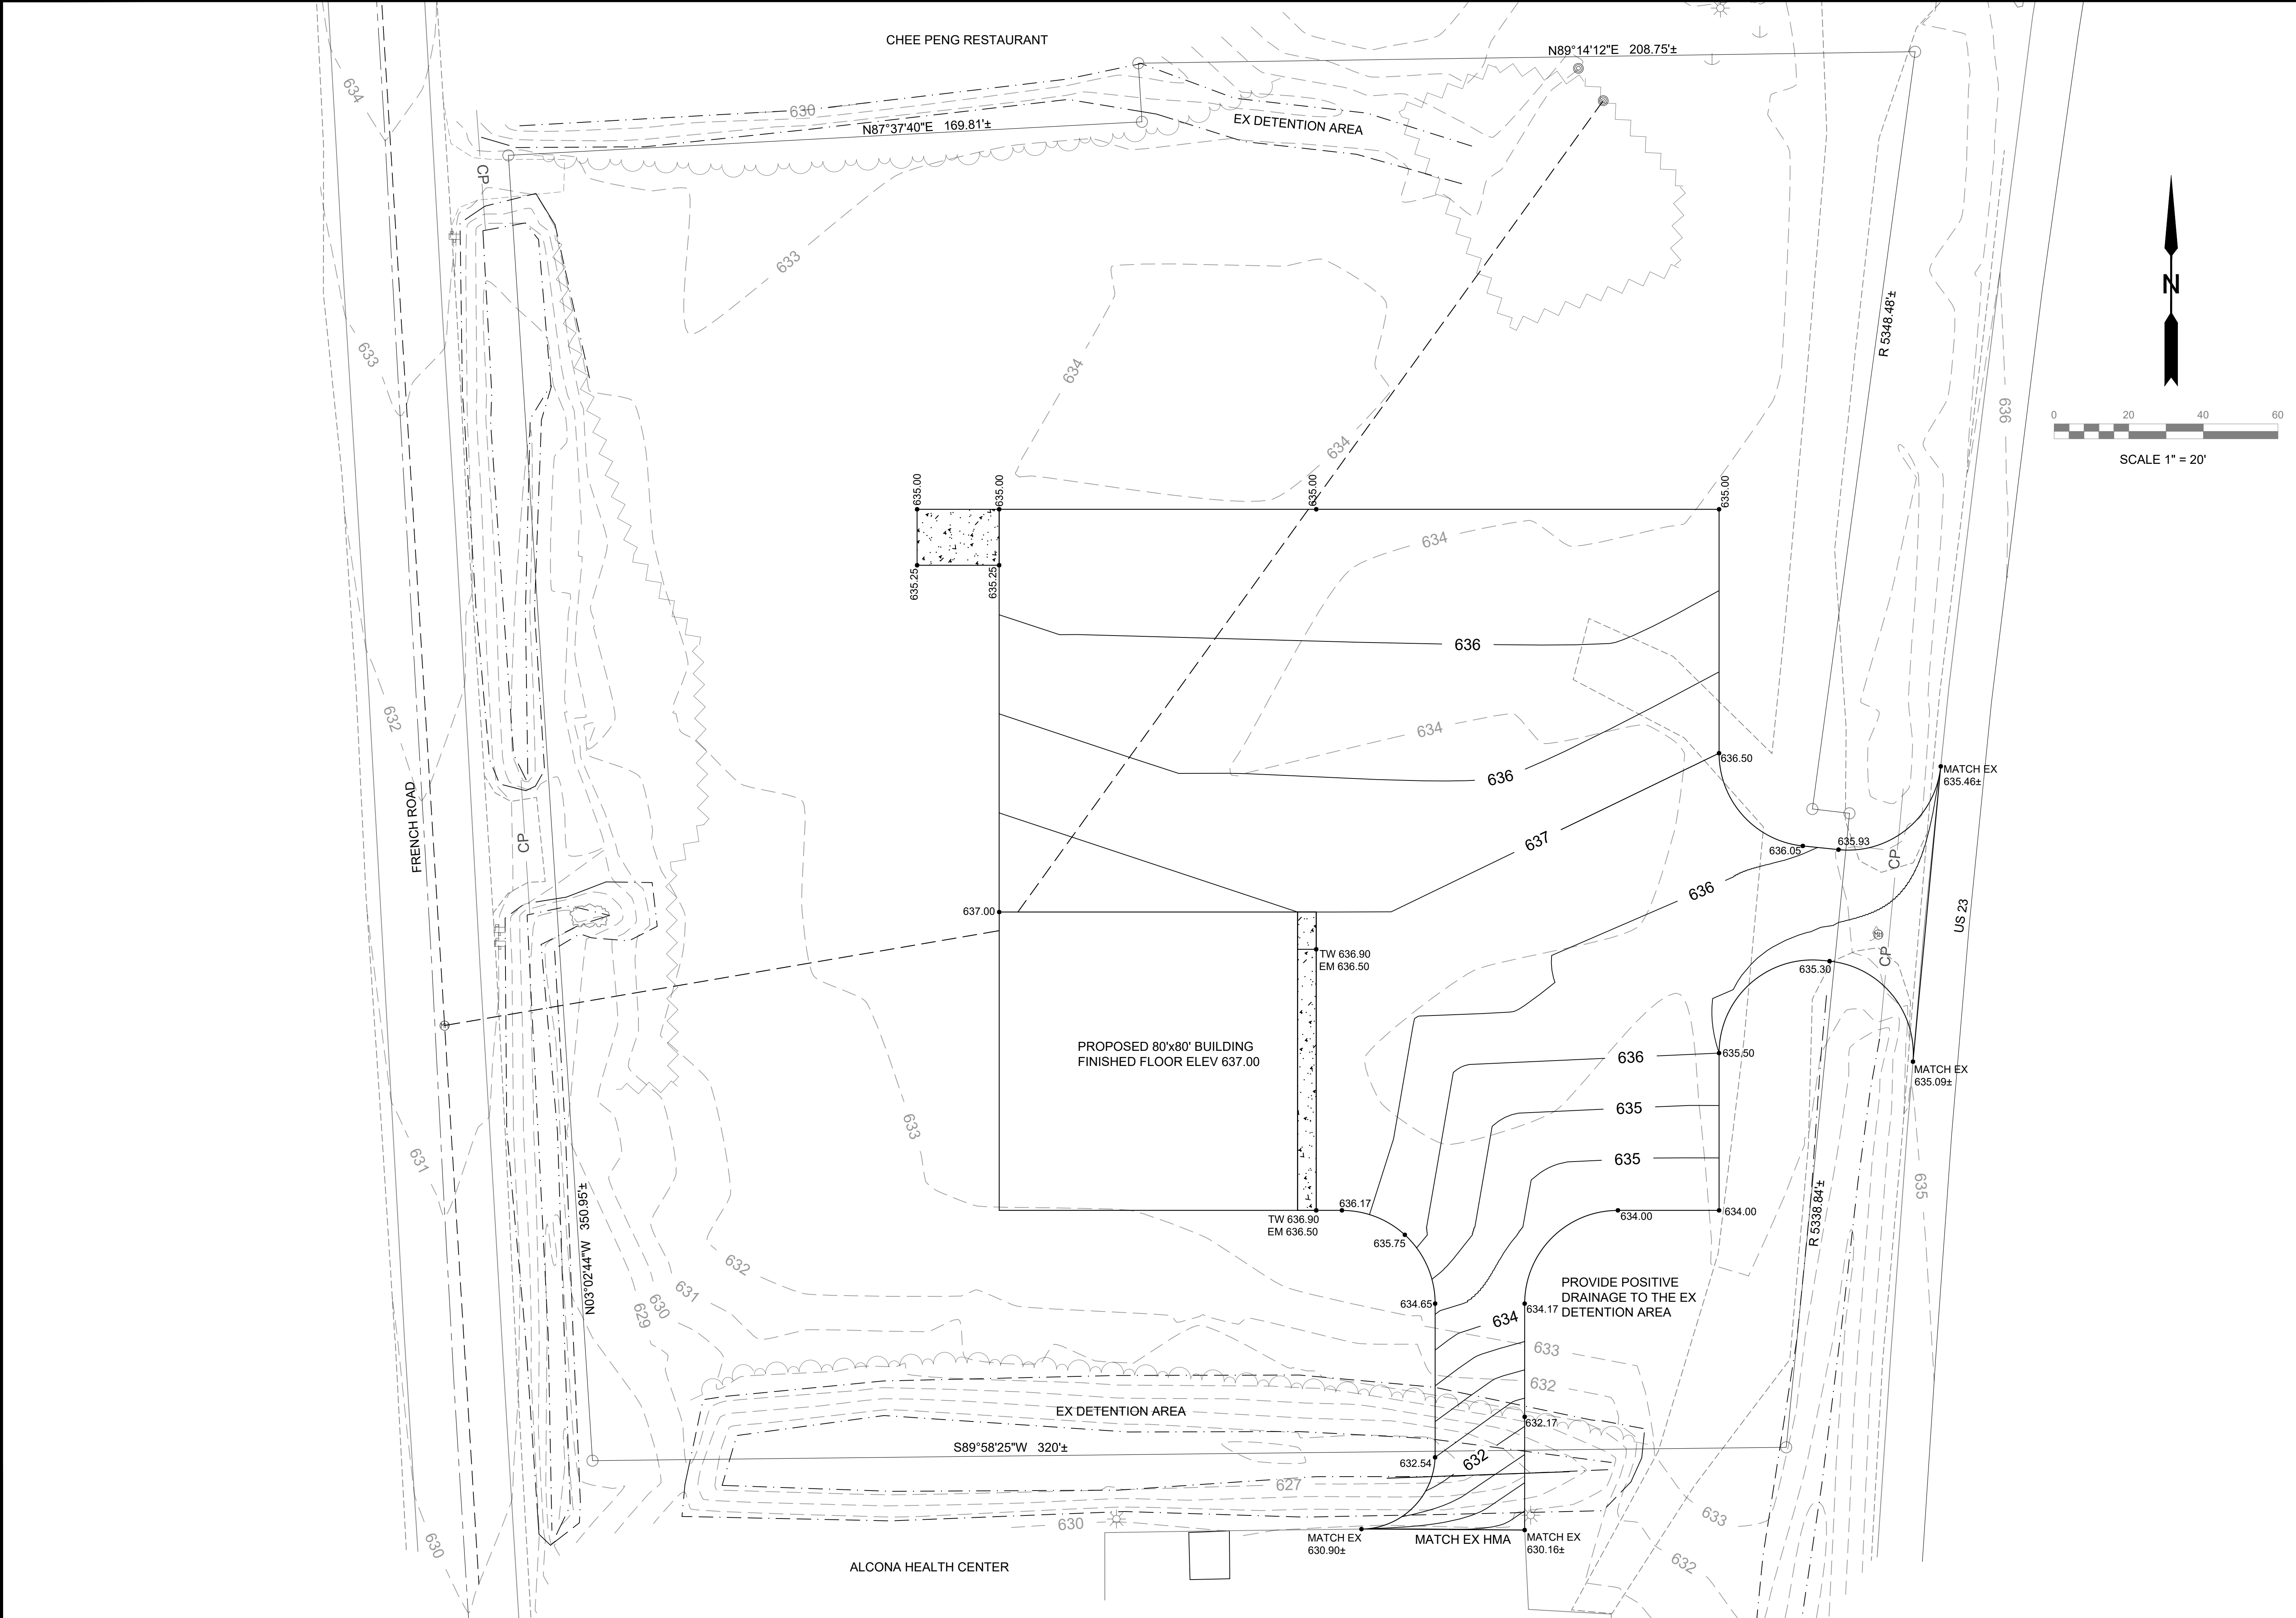 CHEE PENG RESTAURANT
N89°14'12"E 208.75'±
634
630
N87°37'40"E 169.81'±
EX DETENTION AREA
CP
633
N
R 5348.48'±
633
634
636
0 20 40 60
634
SCALE 1" = 20'
635.00
635.00
635.00
635.00
634
635.25
635.25
636
632
634
636.50
636
MATCH EX
635.46±
FRENCH ROAD
CP
637
636.05
635.93
CP
636
637.00
US 23
CP
TW 636.90
EM 636.50
635.30
PROPOSED 80'x80' BUILDING
FINISHED FLOOR ELEV 637.00
636
635.50
MATCH EX
635.09±
635
633
631
635
635
N03°02'44"W 350.95'±
636.17
R 5338.84'±
TW 636.90
EM 636.50
634.00
634.00
635.75
632
631
630
629
PROVIDE POSITIVE
DRAINAGE TO THE EX
DETENTION AREA
634.65
634.17
634
633
632
EX DETENTION AREA
632.17
S89°58'25"W 320'±
632.54
632
627
630
633
630
MATCH EX
630.90±
MATCH EX HMA
MATCH EX
630.16±
632
ALCONA HEALTH CENTER